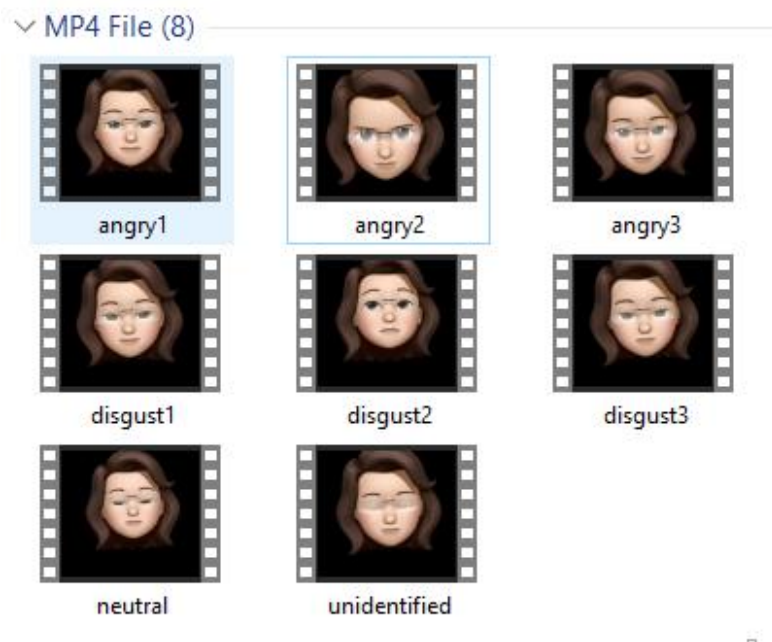 MP4 File (8)
angry1 angry2 angry3
disgust1 disgust2 disgust3
neutral unidentified